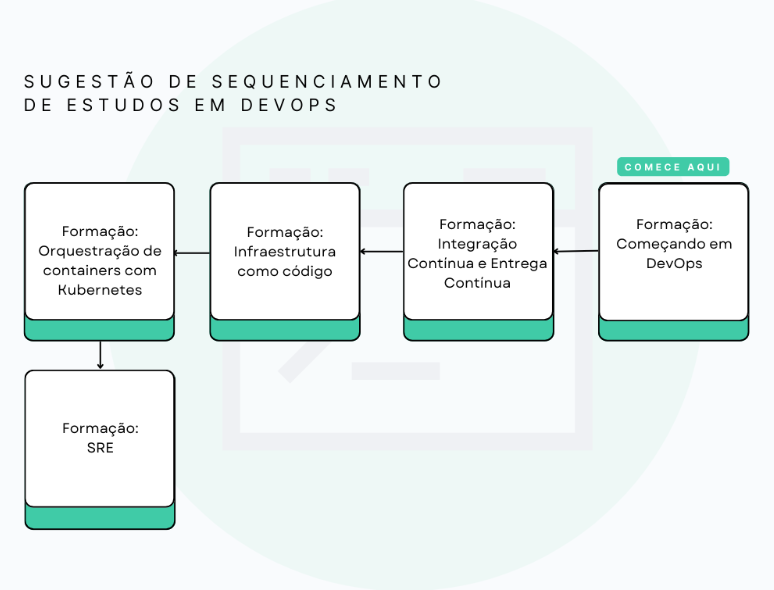 SUGESTÃO DE SEQUENCIAMENTO
DE ESTUDOS EM DEVOPS
COMECE AQUI
Formação:
Começando em
DevOps
Formação:
Integração
Contínua e Entrega
Contínua
Formação:
Infraestrutura
como código
Formação:
Orquestração de
containers com
Kubernetes
Formação:
SRE